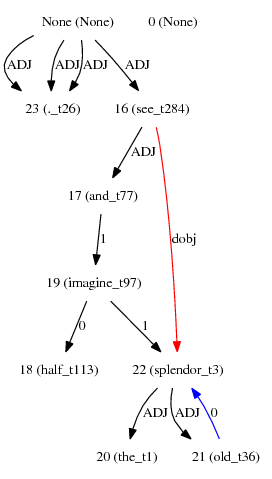 None (None) 0 (None)
ADJ ADJ ADJ ADJ
23 (._t26) 16 (see_t284)
ADJ
17 (and_t77)
1 dobj
19 (imagine_t97)
0 1
18 (half_t113) 22 (splendor_t3)
ADJ ADJ 0
20 (the_t1) 21 (old_t36)